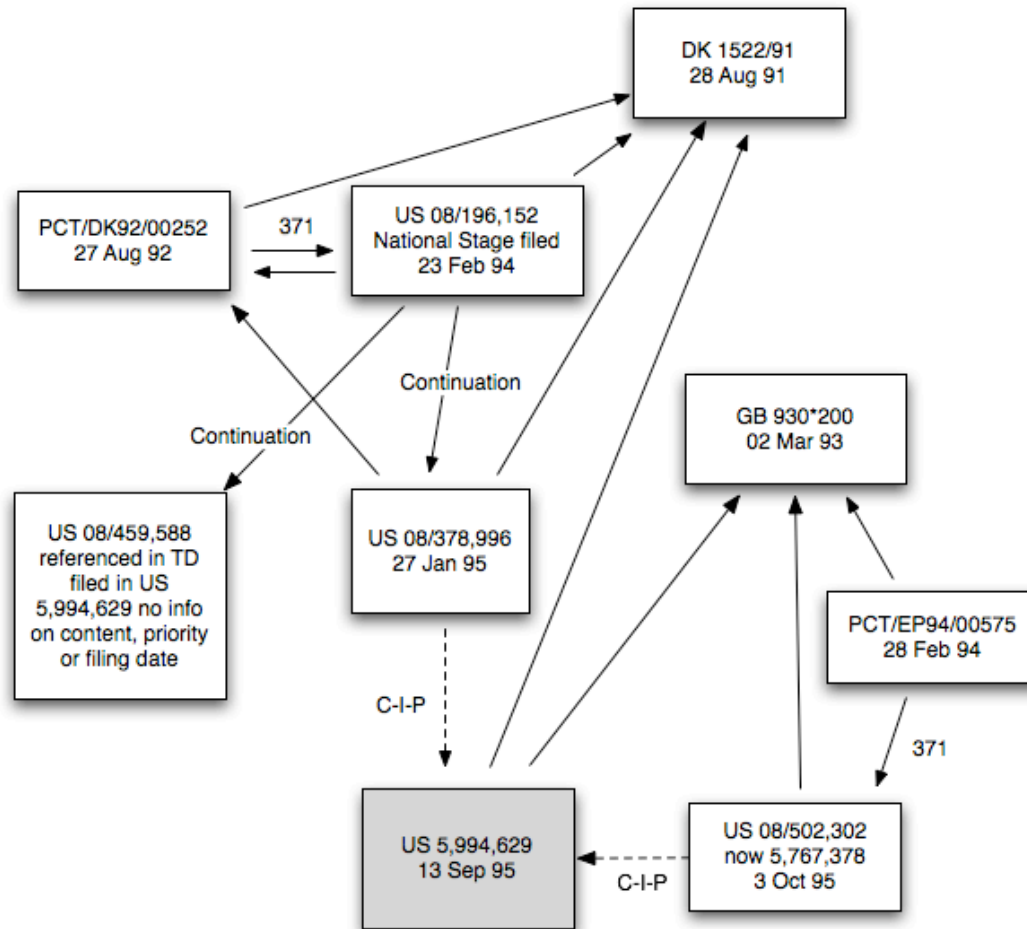 DK 1522/91
28 Aug 91
PCT/DK92/00252
27 Aug 92
371
US 08/196,152
National Stage filed
23 Feb 94
Continuation
Continuation
GB 930*200
02 Mar 93
US 08/459,588
referenced in TD
filed in US
5,994,629 no info
on content, priority
or filing date
US 08/378,996
27 Jan 95
PCT/EP94/00575
28 Feb 94
C-I-P
371
US 5,994,629
13 Sep 95
C-I-P
US 08/502,302
now 5,767,378
3 Oct 95